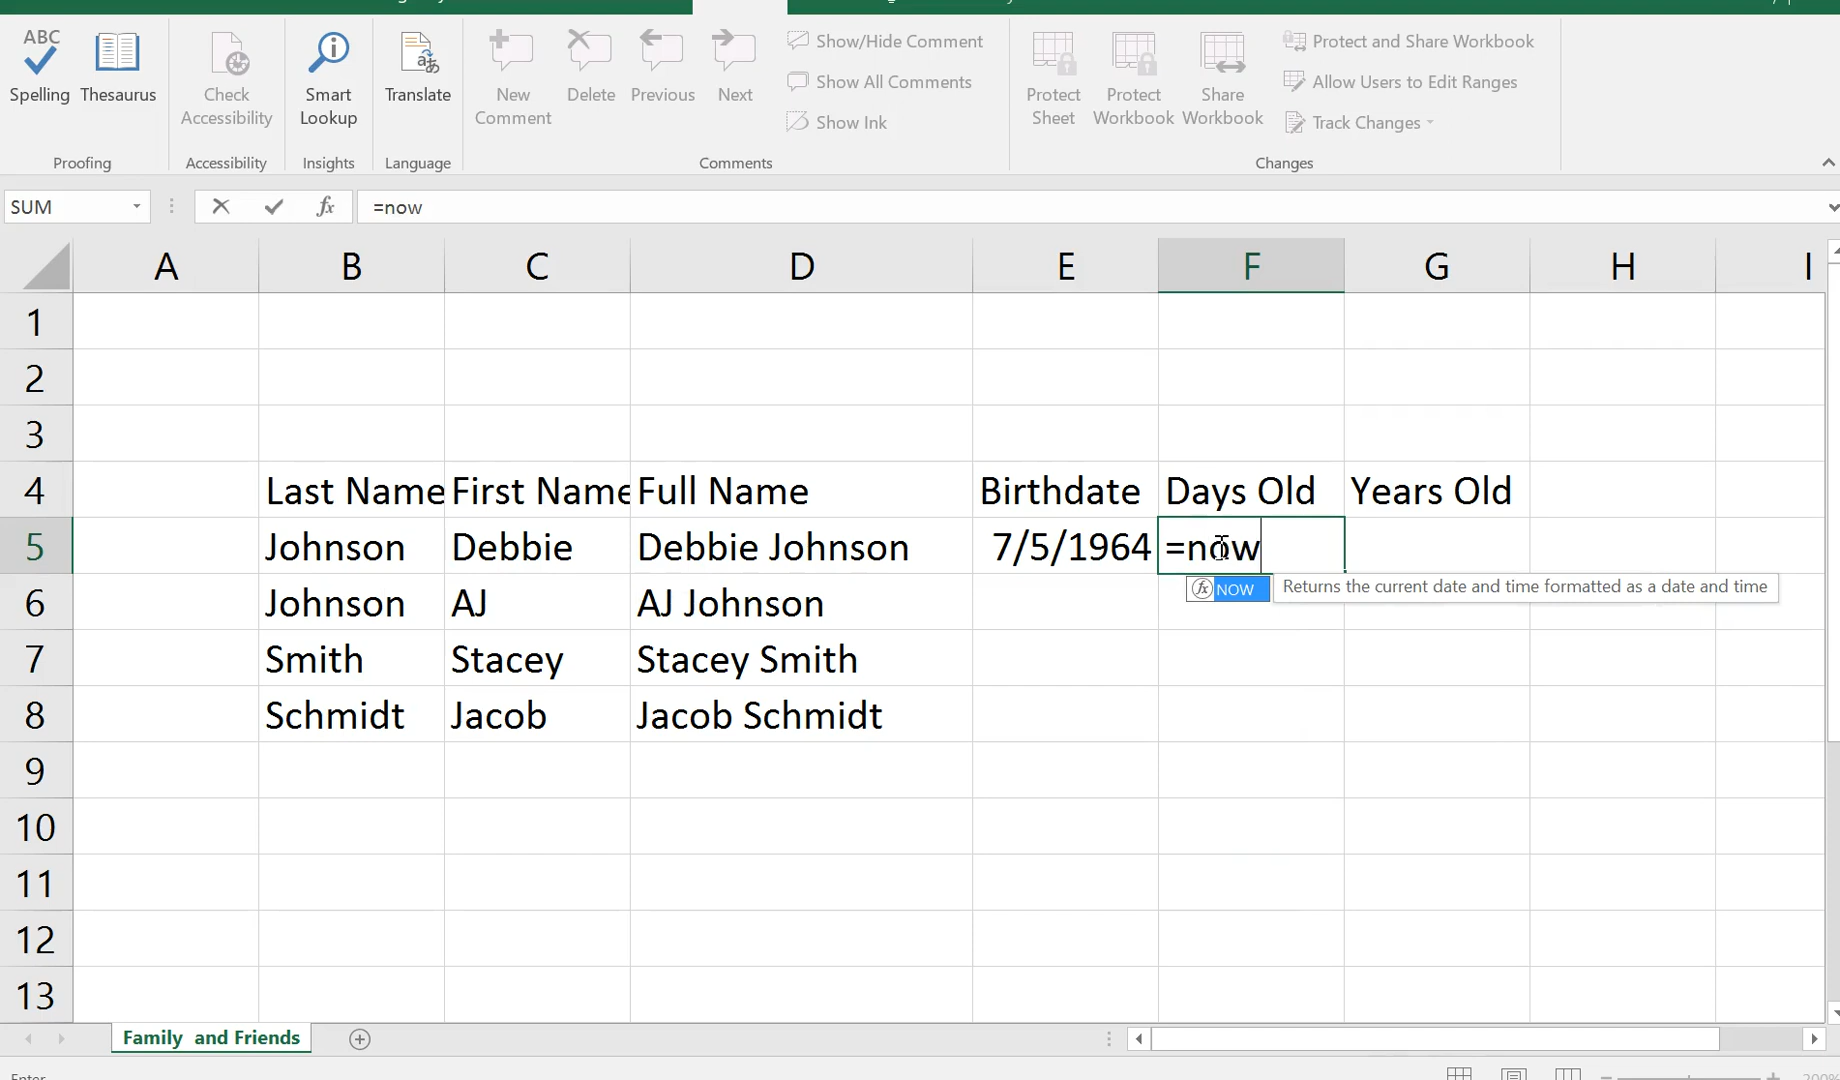 ABC
Spelling
Thesaurus
Proofing
Check
Accessibility
Accessibility
Smart
Lookup
Insights
Translate
Language
New
Comment
Delete
Previous
Next
Show/Hide Comment
Show All Comments
Show Ink
Comments
Protect
Sheet
Protect
Workbook
Share
Workbook
Protect and Share Workbook
Allow Users to Edit Ranges
Track Changes
Changes
SUM
fx
=now
A B C D E F G H I
1
2
3
4 Last Name First Name Full Name Birthdate Days Old Years Old
5 Johnson Debbie Debbie Johnson 7/5/1964 =now
fx NOW Returns the current date and time formatted as a date and time
6 Johnson AJ AJ Johnson
7 Smith Stacey Stacey Smith
8 Schmidt Jacob Jacob Schmidt
9
10
11
12
13
Family and Friends
Enter
200%